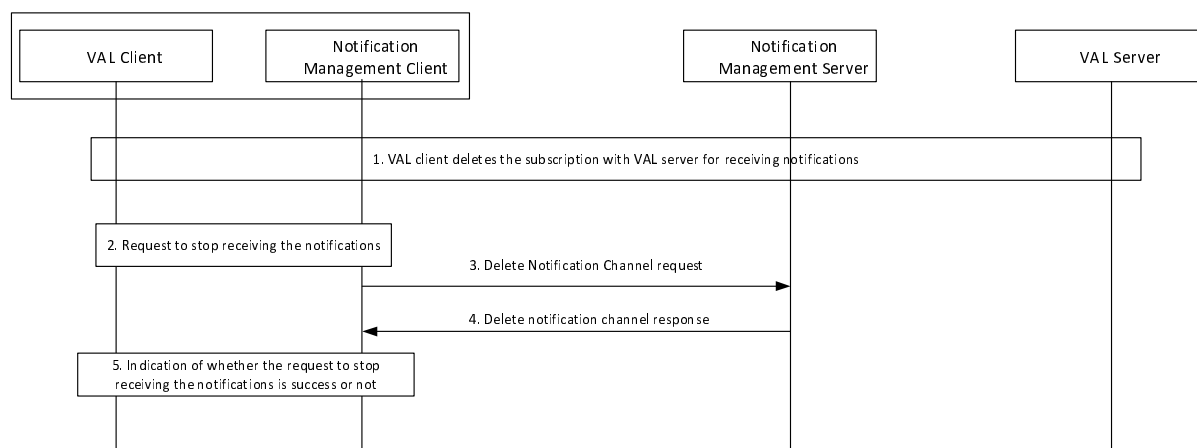 VAL Client
Notification
Management Client
Notification
Management Server
VAL Server
1. VAL client deletes the subscription with VAL server for receiving notifications
2. Request to stop receiving the notifications
3. Delete Notification Channel request
4. Delete notification channel response
5. Indication of whether the request to stop
receiving the notifications is success or not